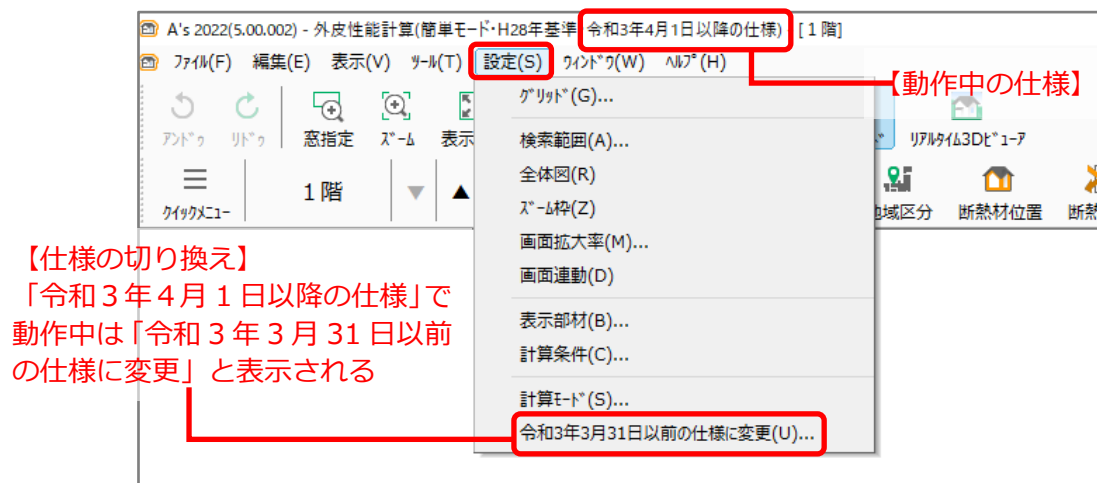 A's 2022(5.00.002) - 外皮性能計算(簡単モード・H28年基準 令和3年4月1日以降の仕様) [1階]
ファイル(F) 編集(E) 表示(V) ツール(T) 設定(S) ウィンドウ(W) ヘルプ(H)
【動作中の仕様】
アンドゥ リドゥ 窓指定 ズーム 表示
リアルタイム3Dビューア
クイックメニュー 1階 ▼ ▲
地域区分 断熱材位置 断熱
グリッド(G)...
検索範囲(A)...
全体図(R)
ズーム枠(Z)
画面拡大率(M)...
画面連動(D)
表示部材(B)...
計算条件(C)...
計算モード(S)...
令和3年3月31日以前の仕様に変更(U)...
【仕様の切り換え】
「令和３年４月１日以降の仕様」で
動作中は「令和３年３月31日以前
の仕様に変更」と表示される